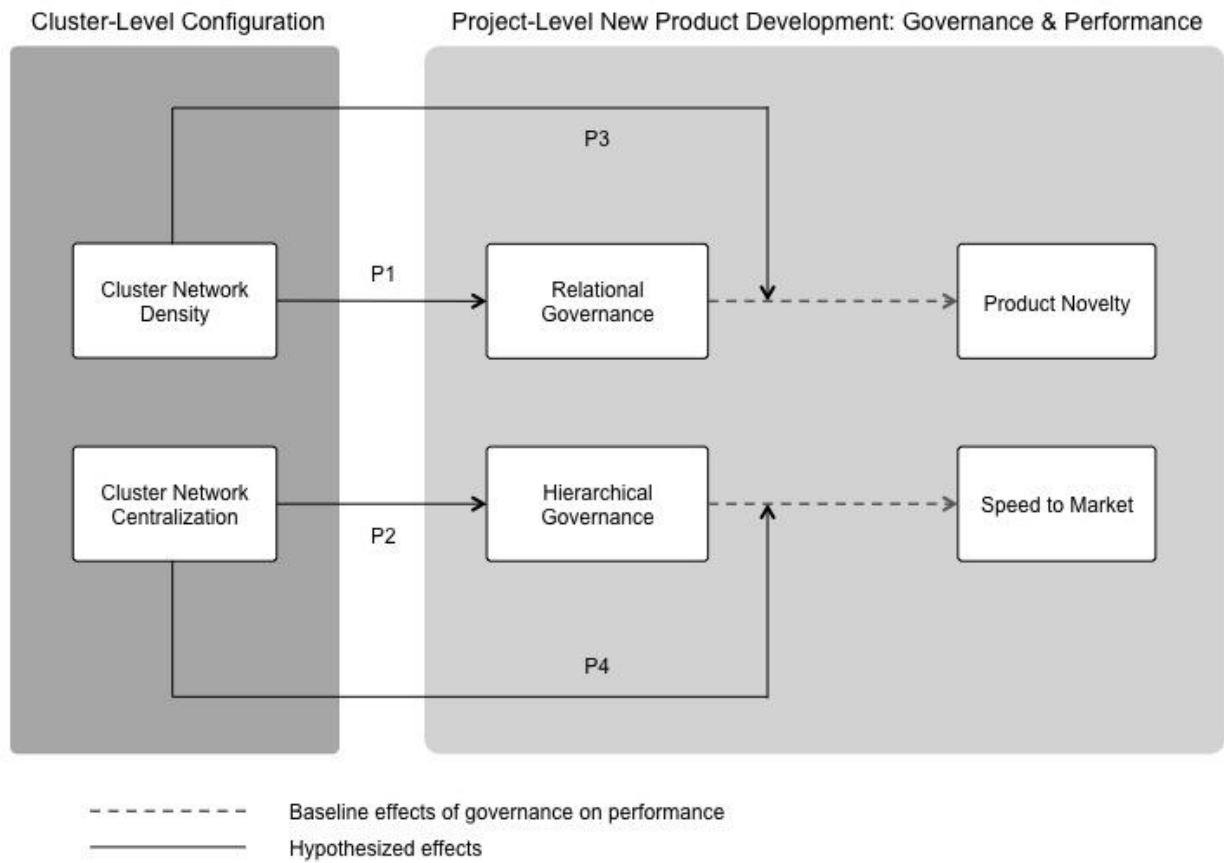 Cluster-Level Configuration
Project-Level New Product Development: Governance & Performance
P3
Cluster Network
Density
P1
Relational
Governance
Product Novelty
Cluster Network
Centralization
P2
Hierarchical
Governance
Speed to Market
P4
Baseline effects of governance on performance
Hypothesized effects